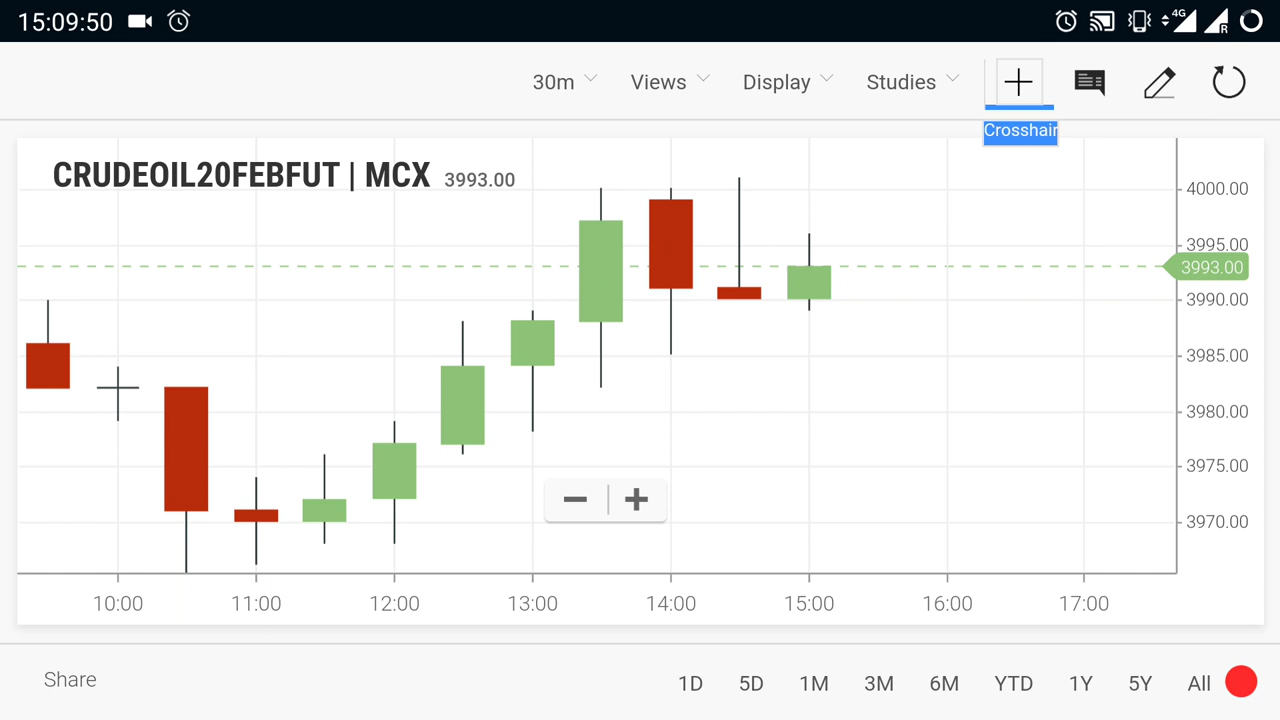 15:09:50
4G
R
30m Views Display Studies
Crosshair
CRUDEOIL20FEBFUT | MCX 3993.00
4000.00
3995.00
3993.00
3990.00
3985.00
3980.00
3975.00
3970.00
10:00 11:00 12:00 13:00 14:00 15:00 16:00 17:00
Share 1D 5D 1M 3M 6M YTD 1Y 5Y All